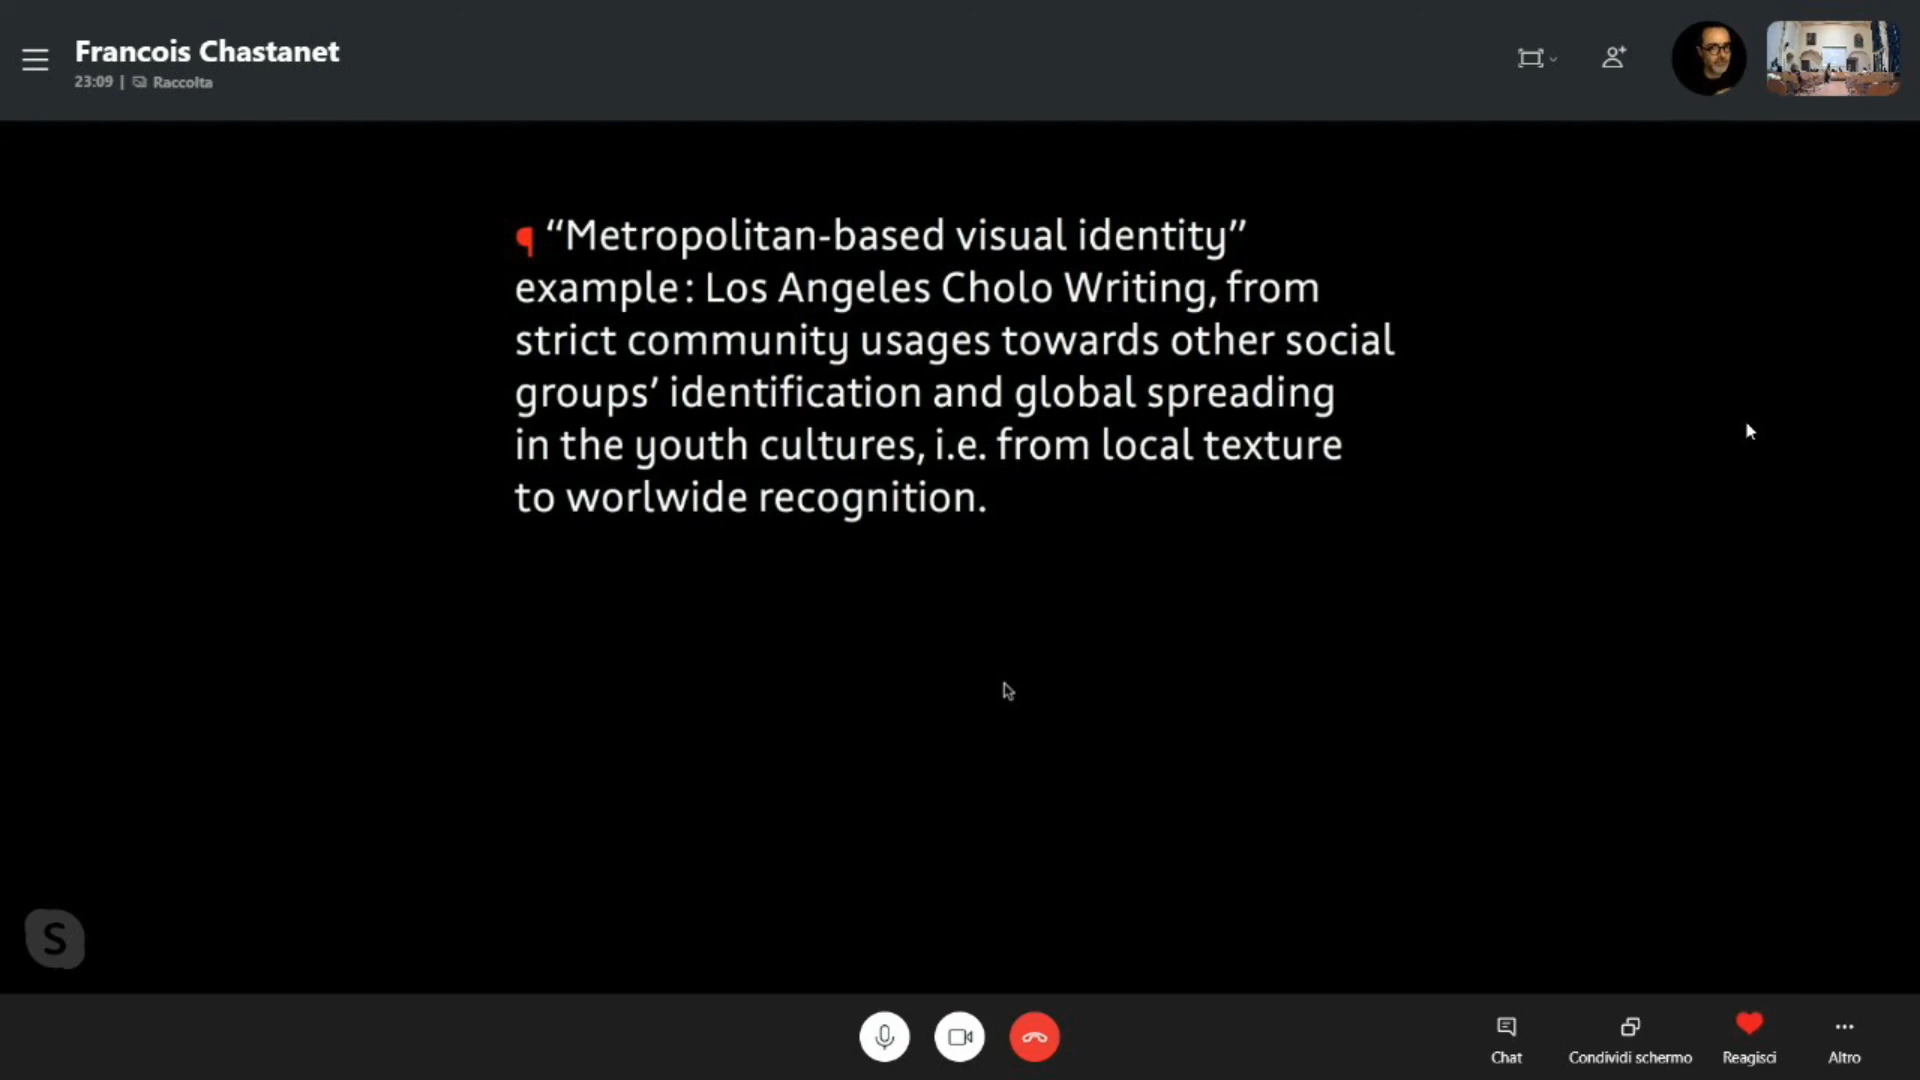 Francois Chastanet
23:09 | Raccolta
¶ “Metropolitan-based visual identity”
example: Los Angeles Cholo Writing, from
strict community usages towards other social
groups’ identification and global spreading
in the youth cultures, i.e. from local texture
to worlwide recognition.
S
Chat
Condividi schermo
Reagisci
Altro